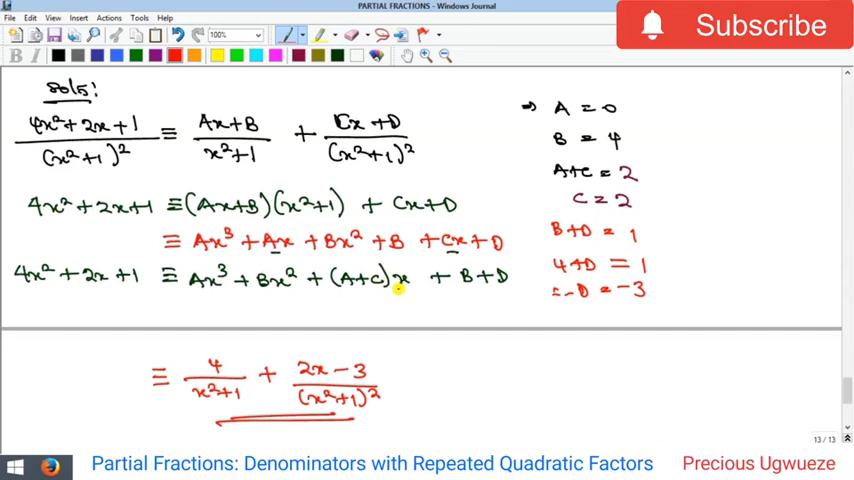 PARTIAL FRACTIONS - Windows Journal
Subscribe
File Edit View Insert Actions Tools Help
100%
Soln:
4x²+2x+1/(x²+1)² ≡ Ax+B/x²+1 + Cx+D/(x²+1)²
4x²+2x+1 ≡ (Ax+B)(x²+1) + Cx+D
≡ Ax³ + Ax + Bx² + B + Cx + D
4x²+2x+1 ≡ Ax³ + Bx² + (A+C)x + B+D
⇒ A = 0
B = 4
A+C = 2
C = 2
B+D = 1
4+D = 1
D = -3
≡ 4/x²+1 + 2x-3/(x²+1)²
13 / 13
Partial Fractions: Denominators with Repeated Quadratic Factors
Precious Ugwueze